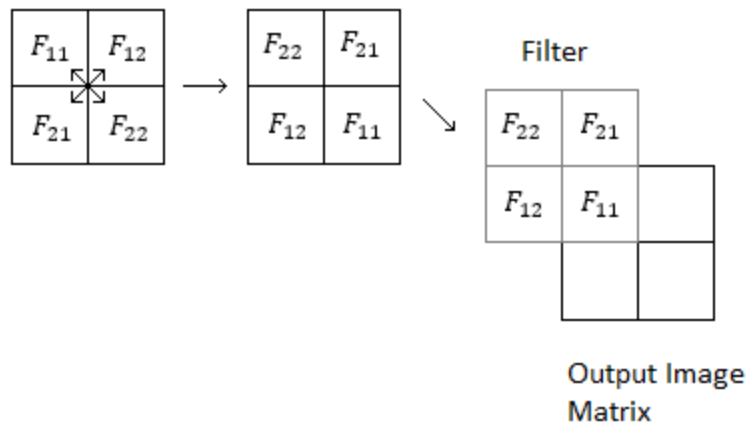 F₁₁ F₁₂
F₂₁ F₂₂
F₂₂ F₂₁
F₁₂ F₁₁
Filter
F₂₂ F₂₁
F₁₂ F₁₁
Output Image
Matrix